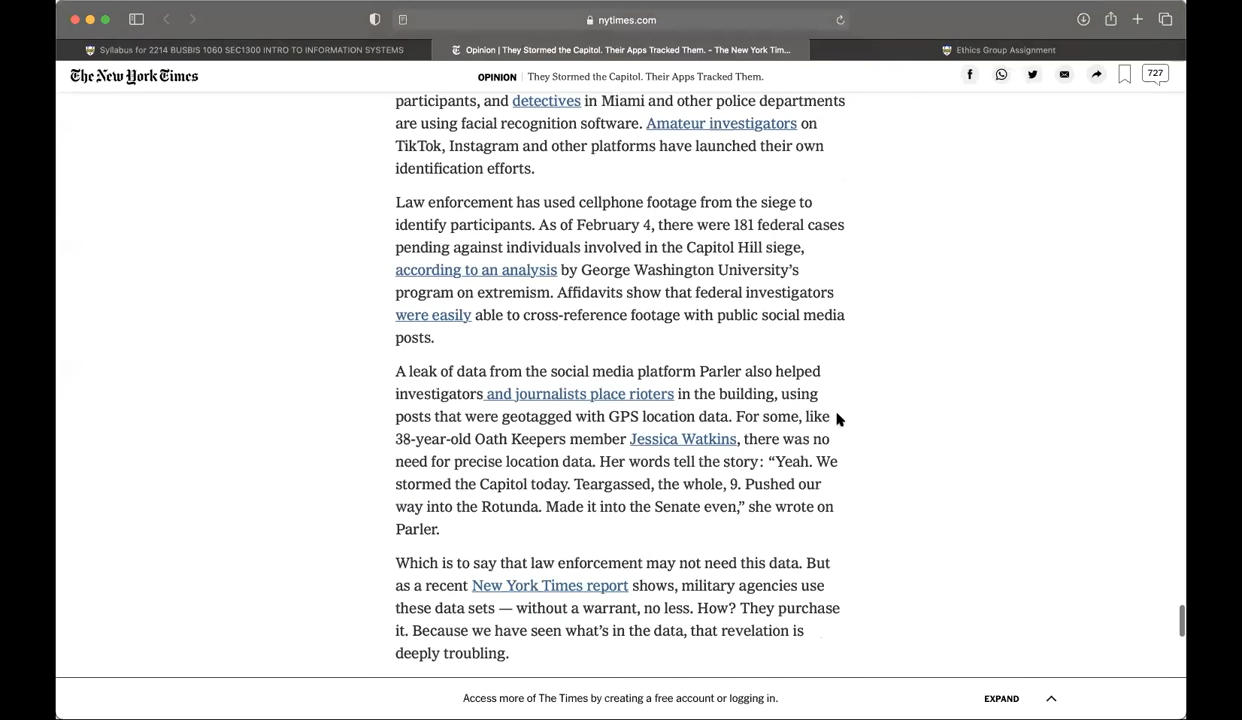 nytimes.com
Syllabus for 2214 BUSBIS 1060 SEC1300 INTRO TO INFORMATION SYSTEMS
Opinion | They Stormed the Capitol. Their Apps Tracked Them. - The New York Tim...
Ethics Group Assignment
The New York Times
OPINION | They Stormed the Capitol. Their Apps Tracked Them.
727
participants, and detectives in Miami and other police departments
are using facial recognition software. Amateur investigators on
TikTok, Instagram and other platforms have launched their own
identification efforts.
Law enforcement has used cellphone footage from the siege to
identify participants. As of February 4, there were 181 federal cases
pending against individuals involved in the Capitol Hill siege,
according to an analysis by George Washington University's
program on extremism. Affidavits show that federal investigators
were easily able to cross-reference footage with public social media
posts.
A leak of data from the social media platform Parler also helped
investigators and journalists place rioters in the building, using
posts that were geotagged with GPS location data. For some, like
38-year-old Oath Keepers member Jessica Watkins, there was no
need for precise location data. Her words tell the story: “Yeah. We
stormed the Capitol today. Teargassed, the whole, 9. Pushed our
way into the Rotunda. Made it into the Senate even,” she wrote on
Parler.
Which is to say that law enforcement may not need this data. But
as a recent New York Times report shows, military agencies use
these data sets — without a warrant, no less. How? They purchase
it. Because we have seen what's in the data, that revelation is
deeply troubling.
Access more of The Times by creating a free account or logging in.
EXPAND